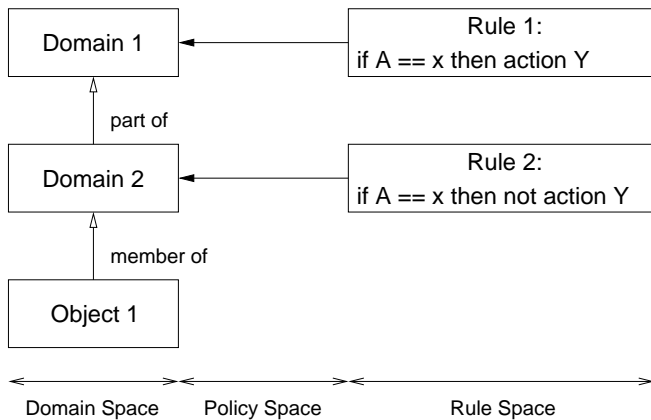 Domain 1
Rule 1:
if A == x then action Y
part of
Domain 2
Rule 2:
if A == x then not action Y
member of
Object 1
Domain Space
Policy Space
Rule Space